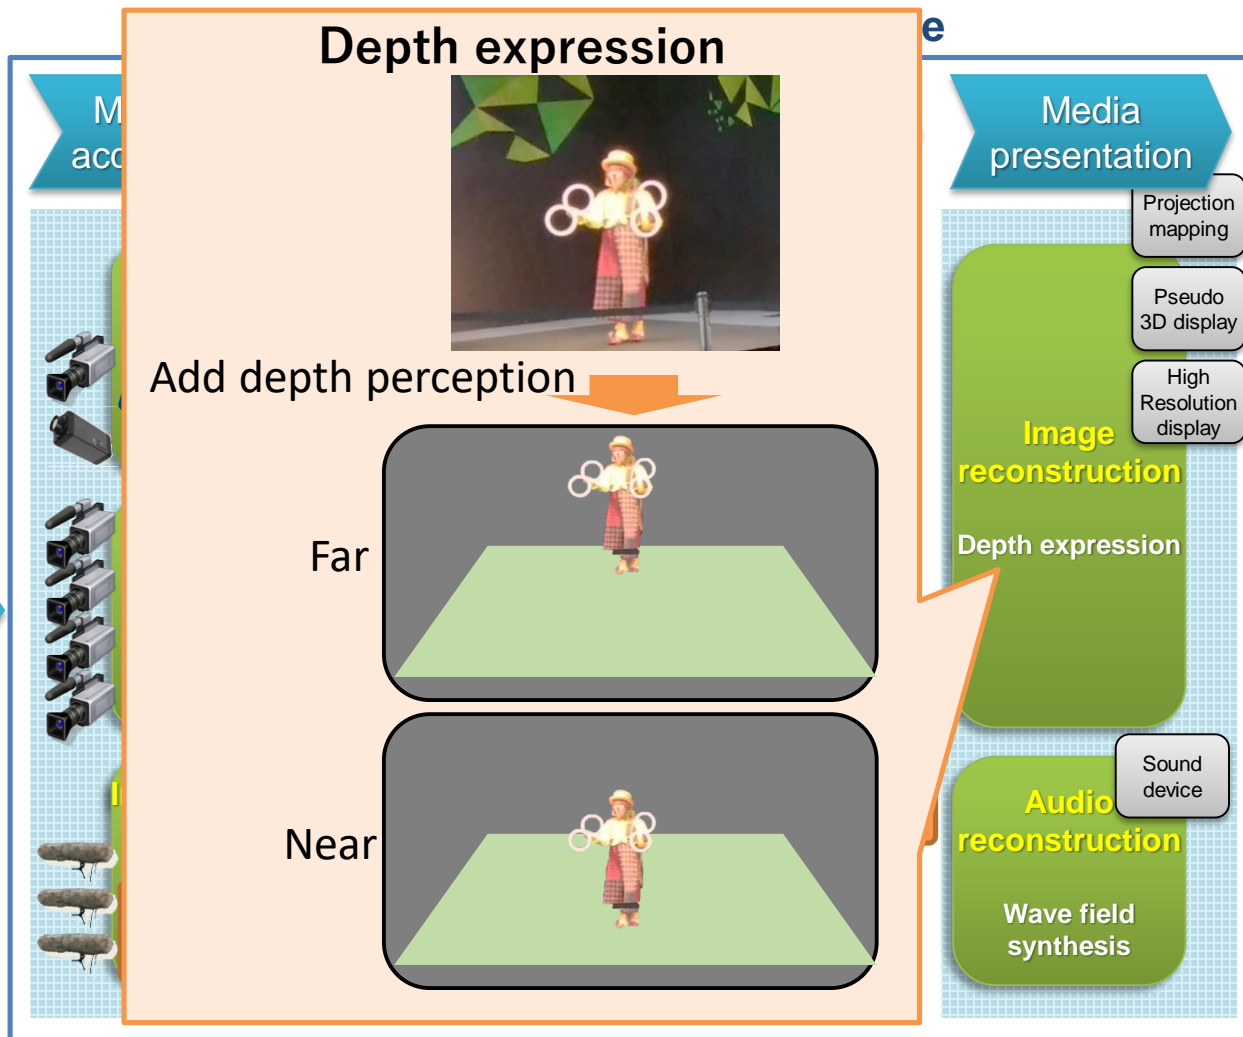 e
Depth expression
M
acc
Media
presentation
Projection
mapping
Pseudo
3D display
High
Resolution
display
Add depth perception
Image
reconstruction
Depth expression
Far
Near
Sound
device
Audio
reconstruction
Wave field
synthesis